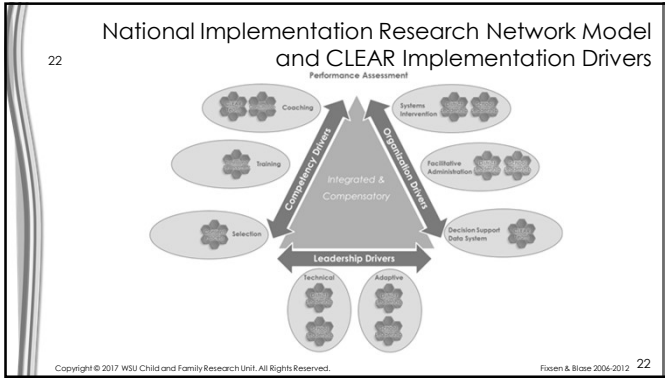 National Implementation Research Network Model
22
and CLEAR Implementation Drivers
Performance Assessment
Coaching
Systems
Intervention
Training
Facilitative
Administration
Competency Drivers
Organization Drivers
Integrated &
Compensatory
Selection
Decision Support
Data System
Leadership Drivers
Technical
Adaptive
Copyright © 2017 WSU Child and Family Research Unit. All Rights Reserved.
Fixsen & Blase 2006-2012
22